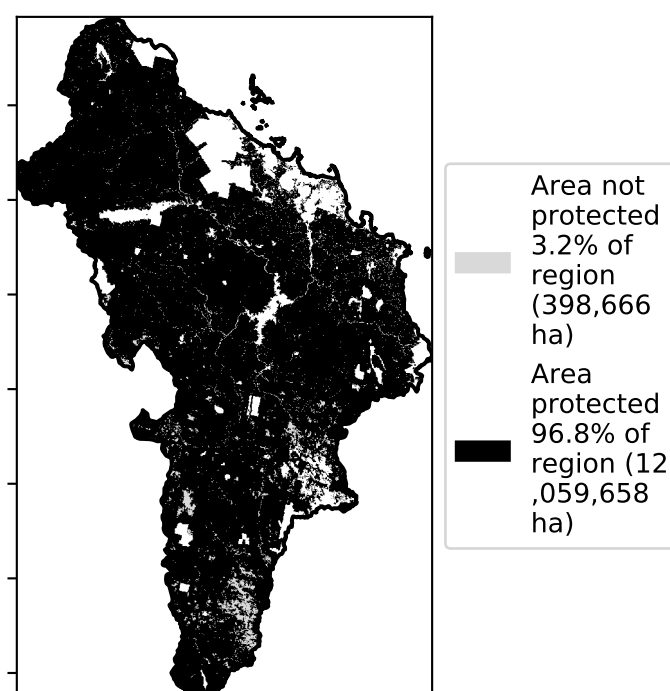 Area not
protected
3.2% of
region
(398,666
ha)
Area
protected
96.8% of
region (12
,059,658
ha)